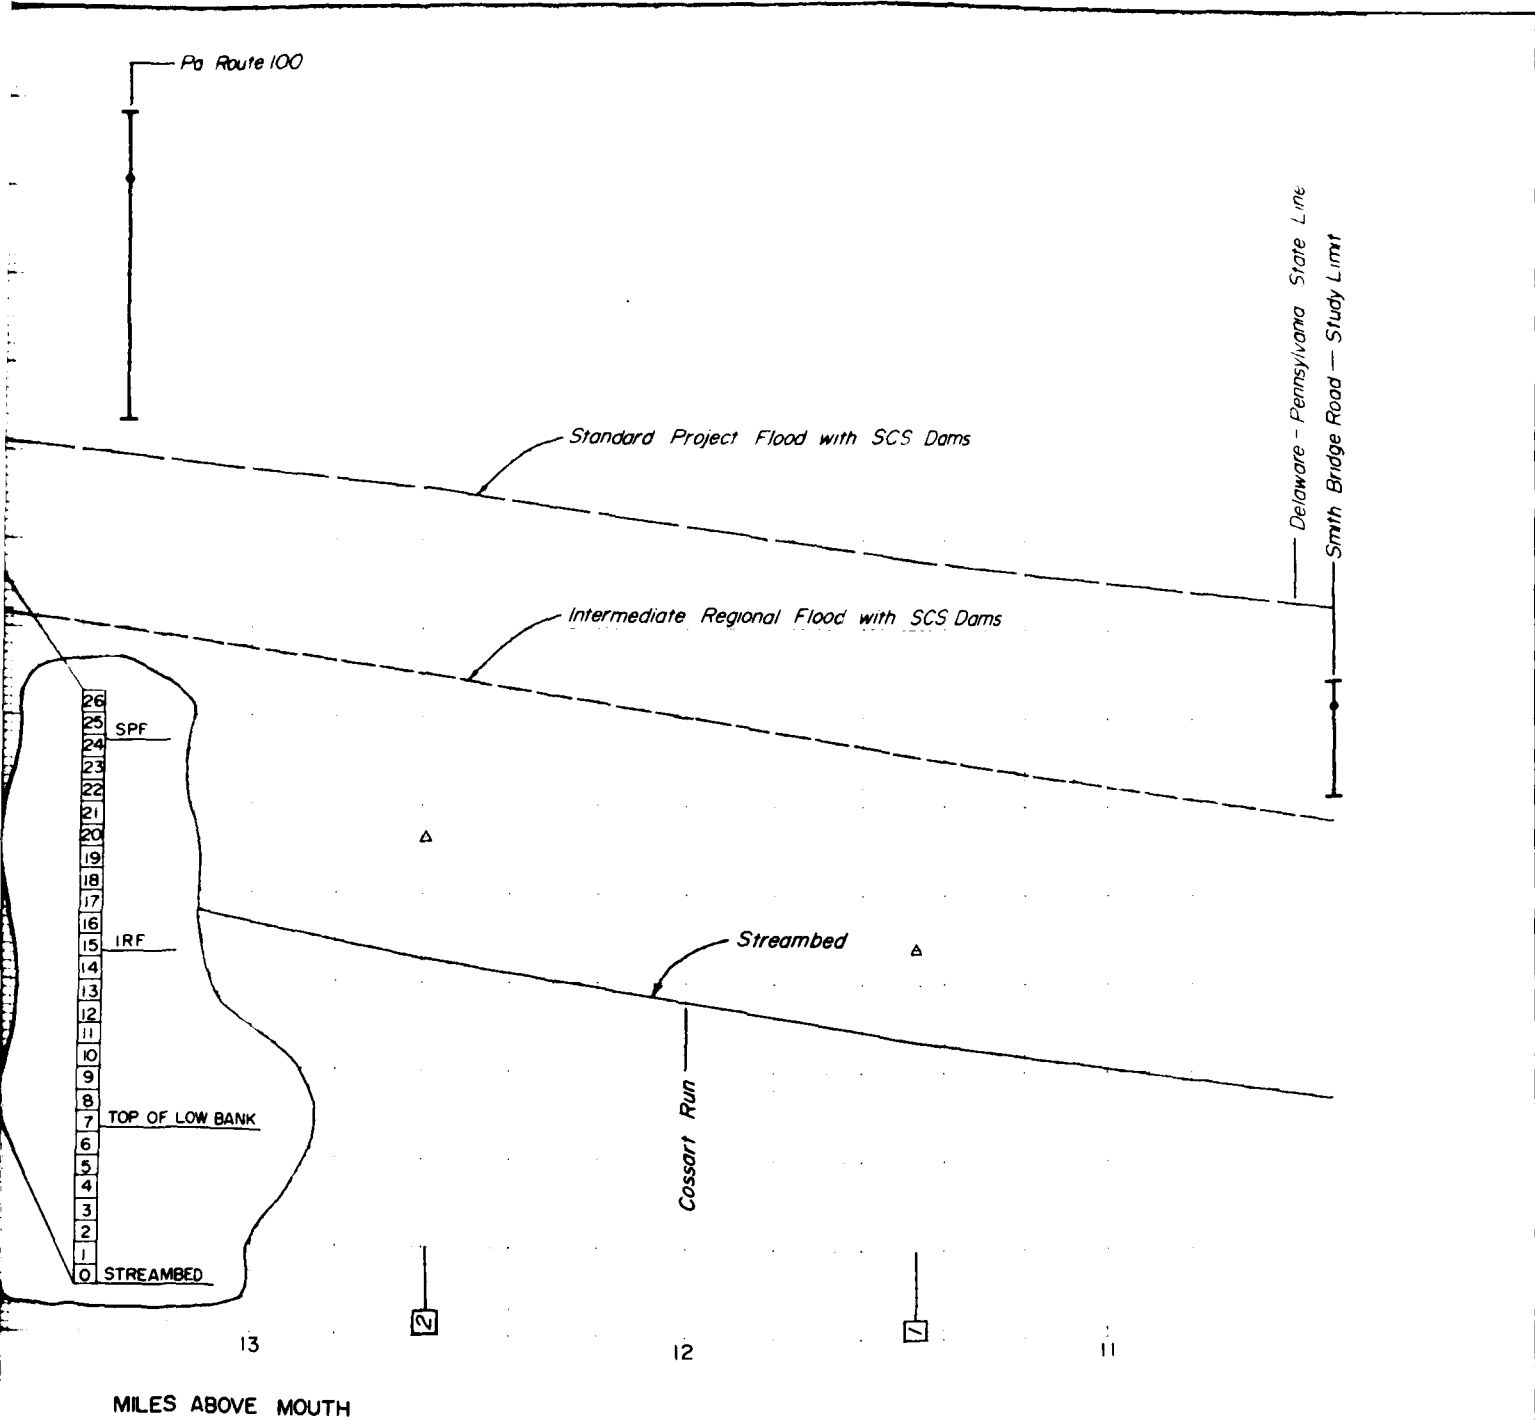 Pa Route 100
Delaware - Pennsylvania State Line
Smith Bridge Road — Study Limit
Standard Project Flood with SCS Dams
Intermediate Regional Flood with SCS Dams
26
25
SPF
24
23
22
21
20
19
18
17
16
15
IRF
14
13
12
11
10
9
8
7
TOP OF LOW BANK
6
5
4
3
2
1
0
STREAMBED
Streambed
Cossart Run
2
1
13
12
11
MILES ABOVE MOUTH